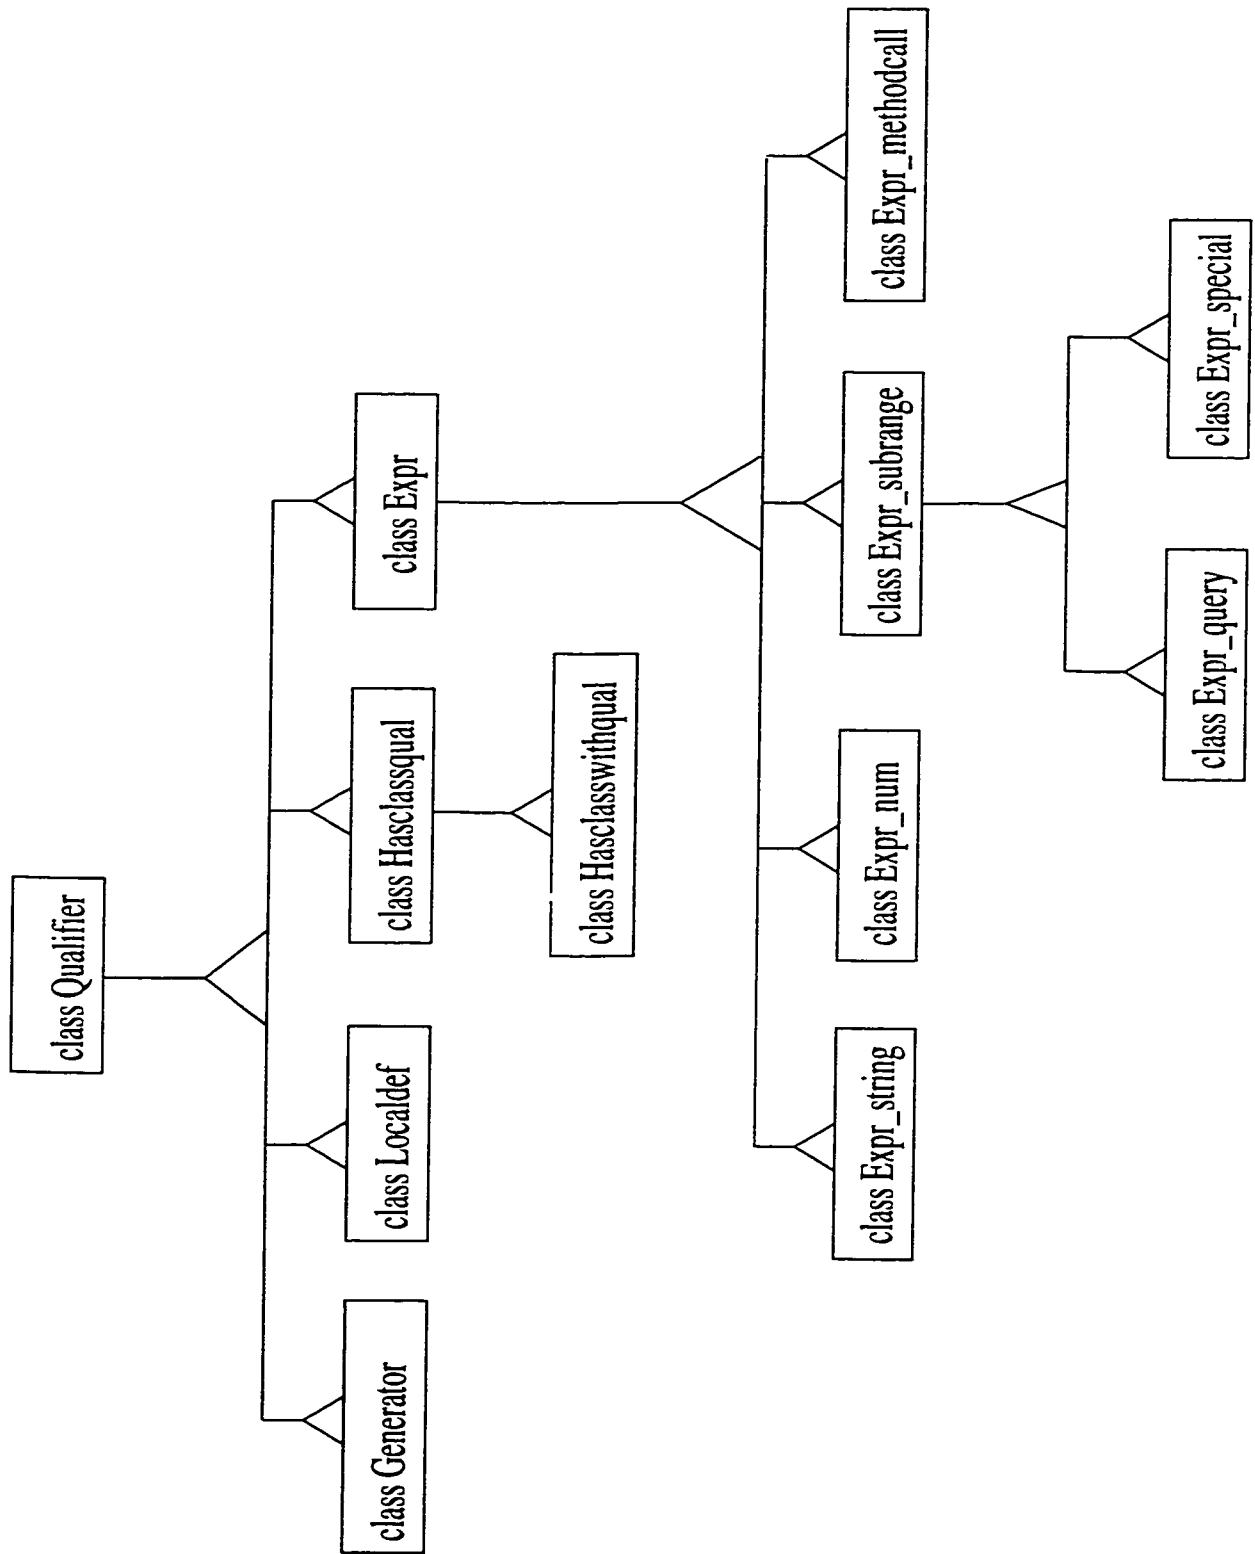 class Qualifier
class Generator
class Localdef
class Hasclassqual
class Expr
class Hasclasswithqual
class Expr_string
class Expr_num
class Expr_subrange
class Expr_methodcall
class Expr_query
class Expr_special